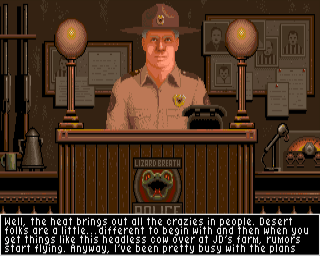 LIZARD BREATH
POLICE
Well, the heat brings out all the crazies in people. Desert
folks are a little...different to begin with and then when you
get things like this headless cow over at JD's farm, rumors
start flying. Anyway, I've been pretty busy with the plans